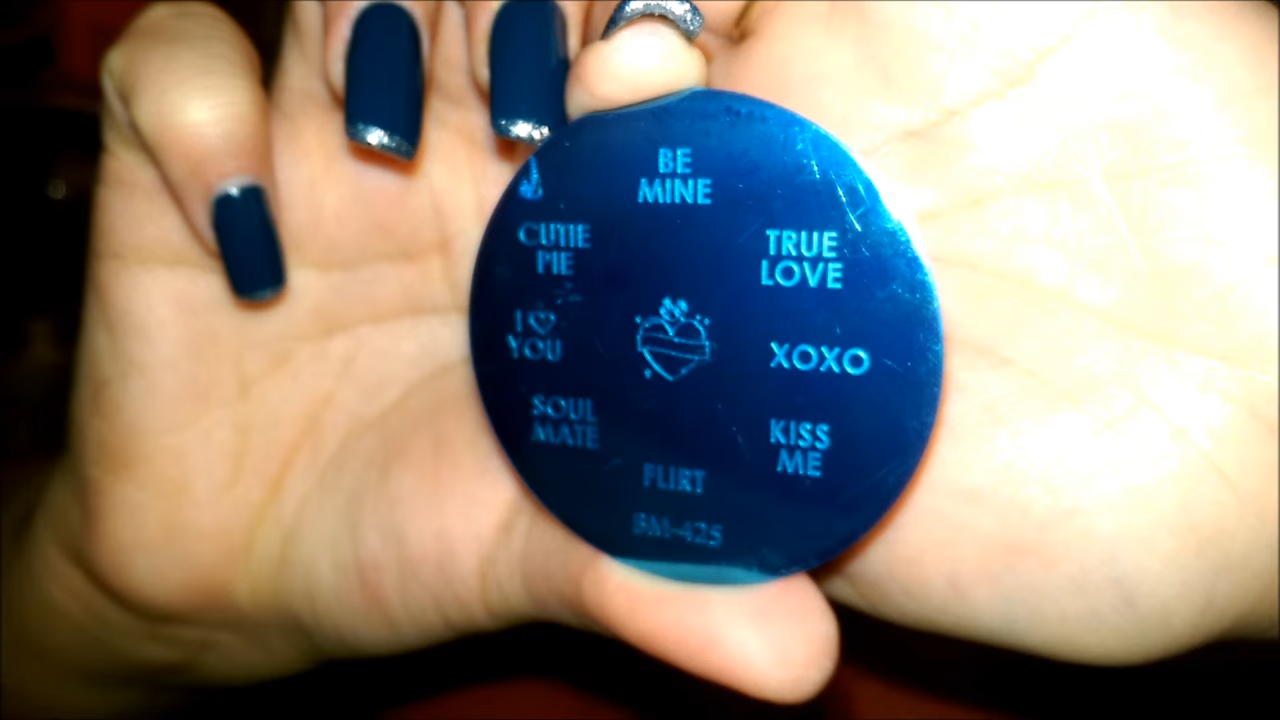 BE
MINE
CUTIE
PIE
TRUE
LOVE
I ♡
YOU
XOXO
SOUL
MATE
KISS
ME
FLIRT
BM-425